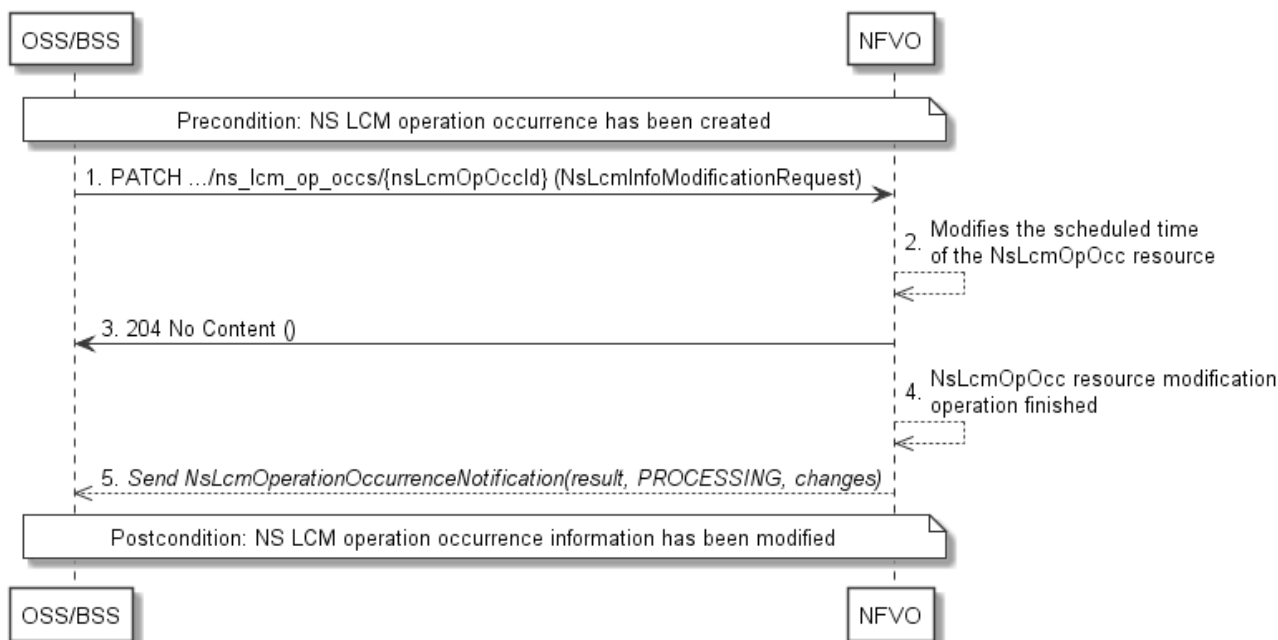 OSS/BSS
NFVO
Precondition: NS LCM operation occurrence has been created
1. PATCH .../ns_lcm_op_occs/{nsLcmOpOccId} (NsLcmInfoModificationRequest)
2. Modifies the scheduled time
of the NsLcmOpOcc resource
3. 204 No Content ()
4. NsLcmOpOcc resource modification
operation finished
5. Send NsLcmOperationOccurrenceNotification(result, PROCESSING, changes)
Postcondition: NS LCM operation occurrence information has been modified
OSS/BSS
NFVO